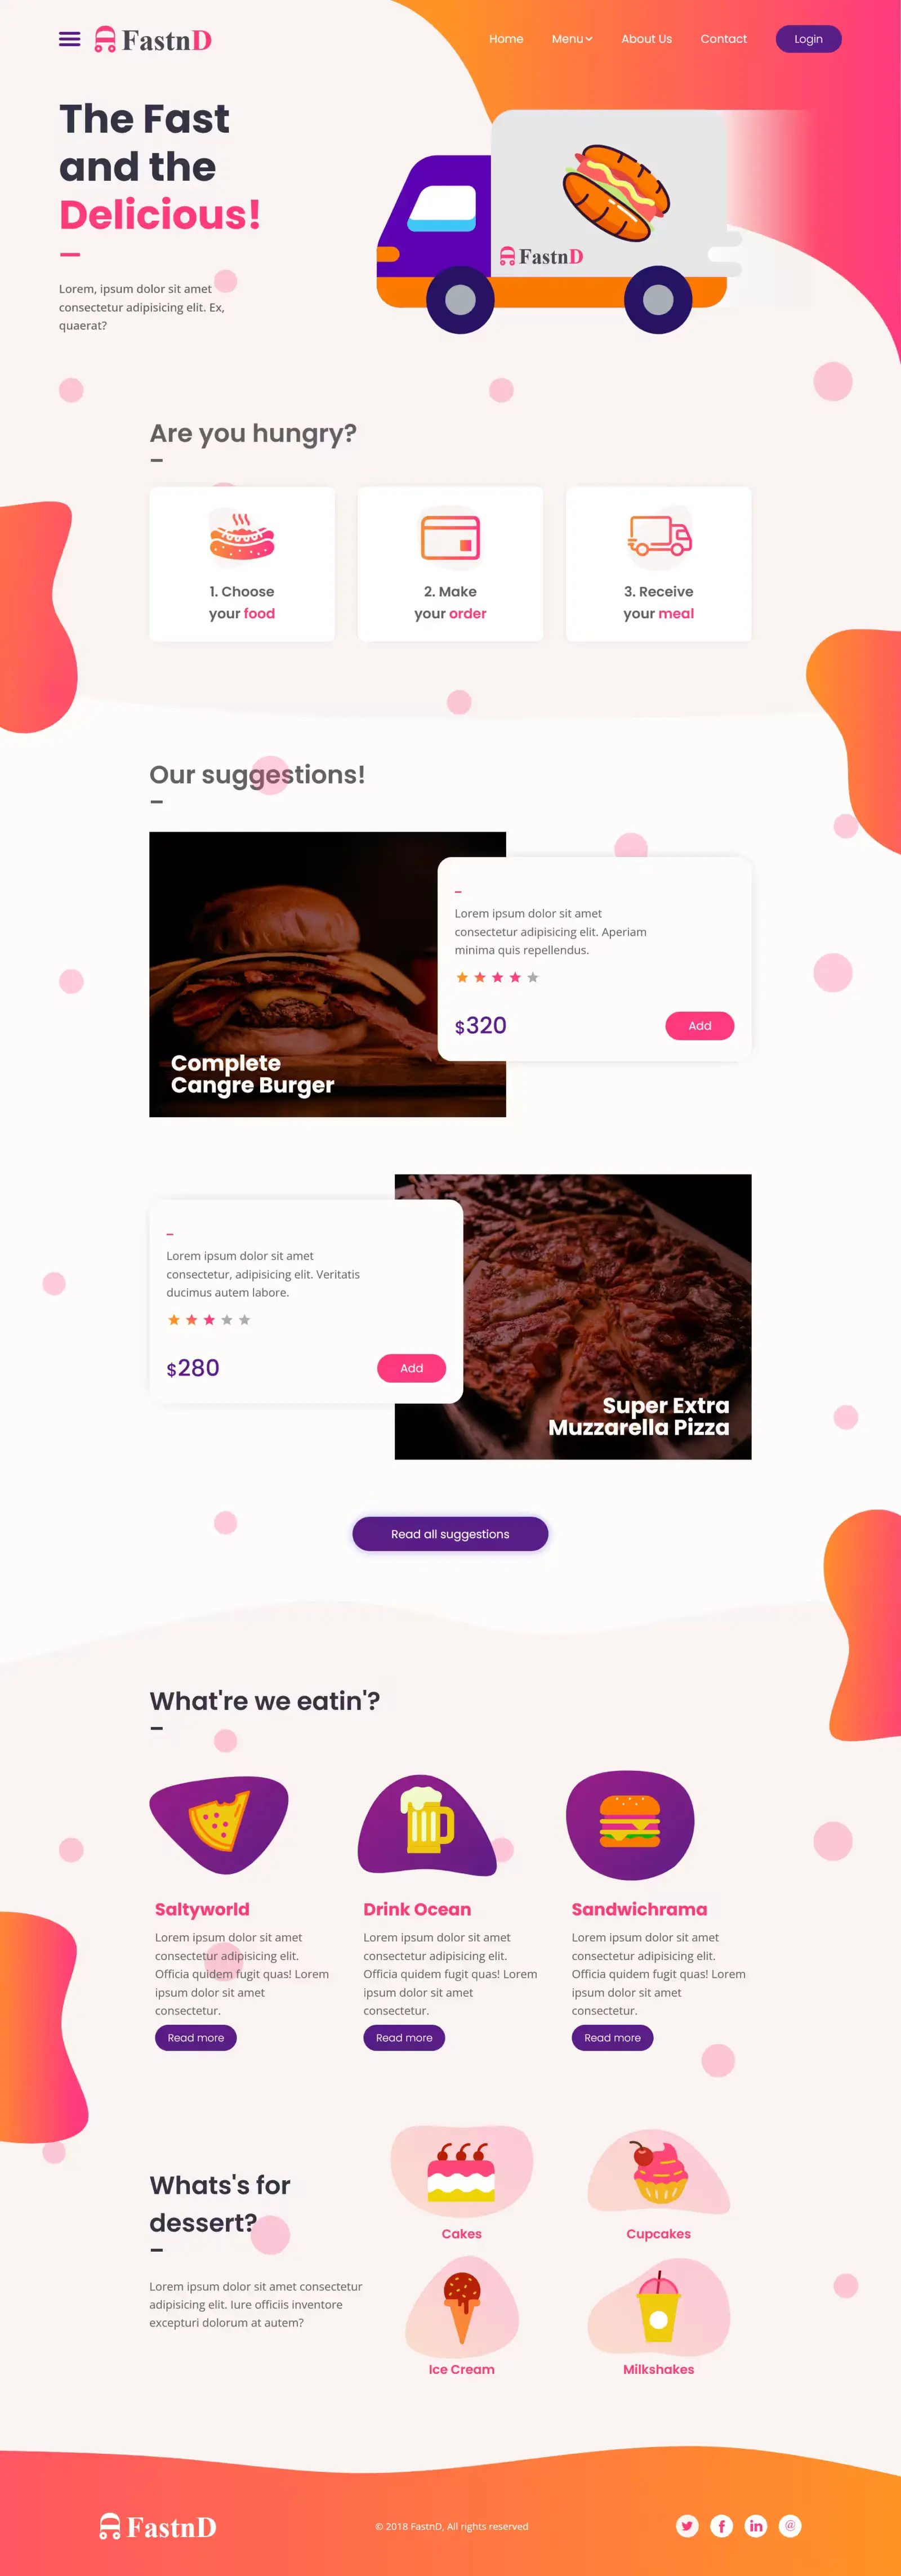 FastnD
Home
Menu
About Us
Contact
Login
The Fast
and the
Delicious!
Lorem, ipsum dolor sit amet
consectetur adipisicing elit. Ex,
quaerat?
FastnD
Are you hungry?
1. Choose
your food
2. Make
your order
3. Receive
your meal
Our suggestions!
Complete
Cangre Burger
Lorem ipsum dolor sit amet
consectetur adipisicing elit. Aperiam
minima quis repellendus.
$320
Add
Lorem ipsum dolor sit amet
consectetur, adipisicing elit. Veritatis
ducimus autem labore.
$280
Add
Super Extra
Muzzarella Pizza
Read all suggestions
What're we eatin'?
Saltyworld
Lorem ipsum dolor sit amet
consectetur adipisicing elit.
Officia quidem fugit quas! Lorem
ipsum dolor sit amet
consectetur.
Read more
Drink Ocean
Lorem ipsum dolor sit amet
consectetur adipisicing elit.
Officia quidem fugit quas! Lorem
ipsum dolor sit amet
consectetur.
Read more
Sandwichrama
Lorem ipsum dolor sit amet
consectetur adipisicing elit.
Officia quidem fugit quas! Lorem
ipsum dolor sit amet
consectetur.
Read more
Whats's for
dessert?
Lorem ipsum dolor sit amet consectetur
adipisicing elit. Iure officiis inventore
excepturi dolorum at autem?
Cakes
Cupcakes
Ice Cream
Milkshakes
FastnD
© 2018 FastnD, All rights reserved